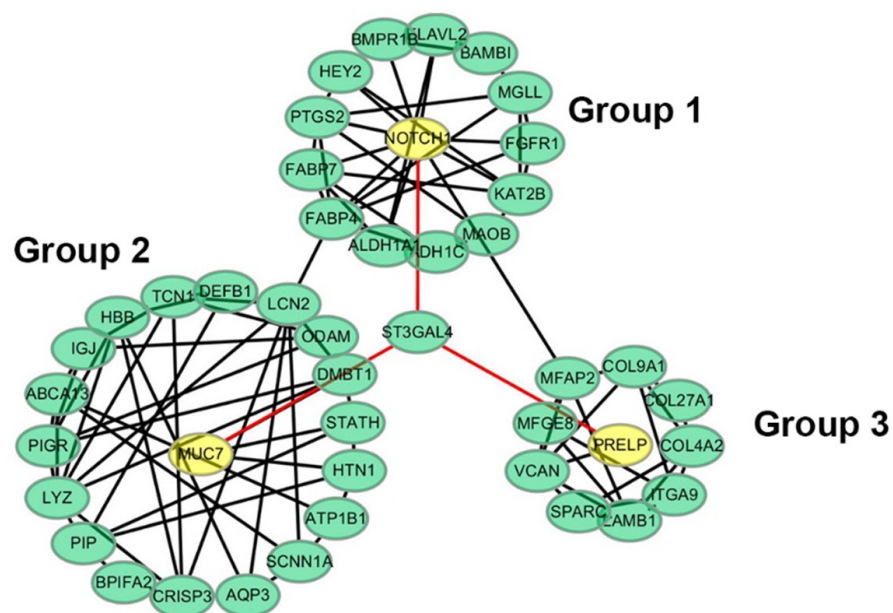 BMPR1B
ELAVL2
BAMBI
HEY2
MGLL
Group 1
PTGS2
NOTCH1
FGFR1
FABP7
KAT2B
FABP4
MAOB
ALDH1A1
ADH1C
Group 2
TCN1
DEFB1
LCN2
HBB
ODAM
ST3GAL4
IGJ
DMBT1
MFAP2
COL9A1
ABCA13
COL27A1
STATH
MFGE8
Group 3
PIGR
MUC7
PRELP
COL4A2
HTN1
VCAN
LYZ
ITGA9
ATP1B1
SPARC
LAMB1
PIP
SCNN1A
BPIFA2
CRISP3
AQP3